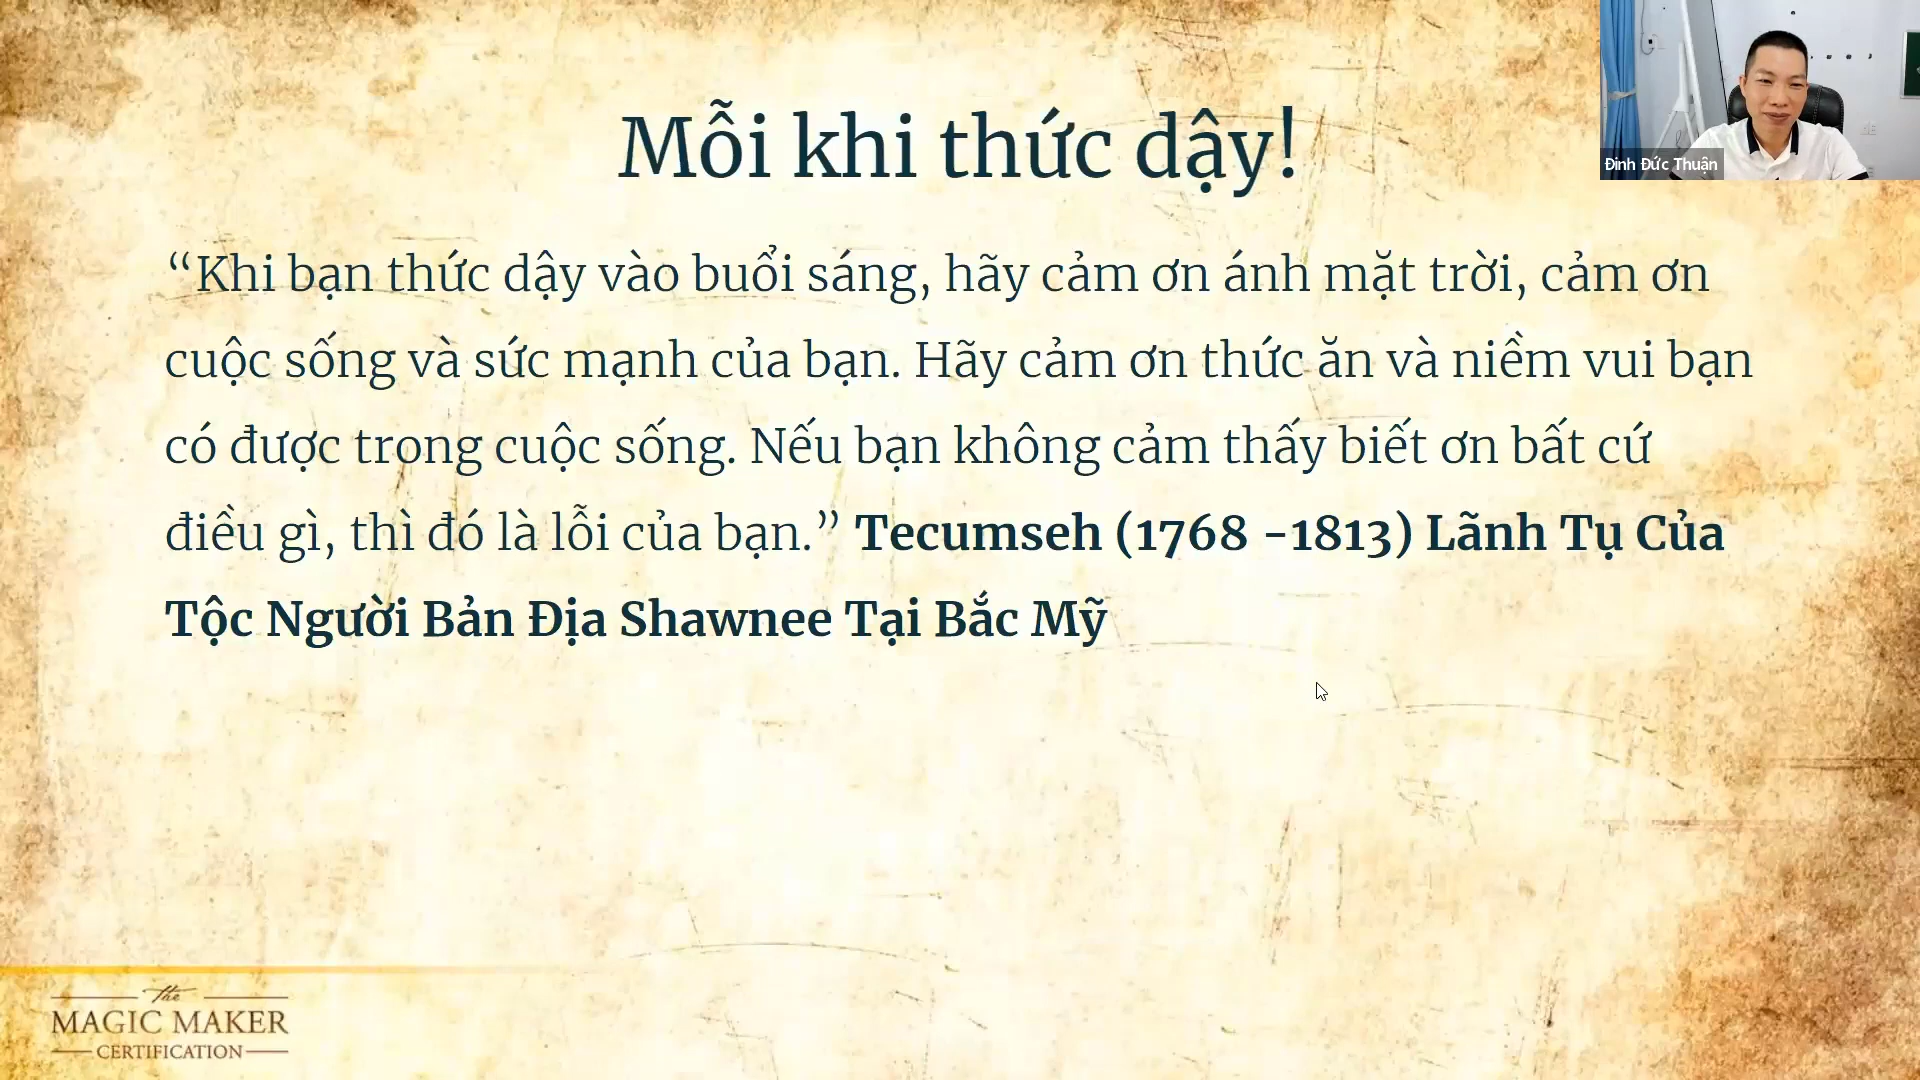 Mỗi khi thức dậy!
Đinh Đức Thuận
“Khi bạn thức dậy vào buổi sáng, hãy cảm ơn ánh mặt trời, cảm ơn
cuộc sống và sức mạnh của bạn. Hãy cảm ơn thức ăn và niềm vui bạn
có được trong cuộc sống. Nếu bạn không cảm thấy biết ơn bất cứ
điều gì, thì đó là lỗi của bạn.” Tecumseh (1768 -1813) Lãnh Tụ Của
Tộc Người Bản Địa Shawnee Tại Bắc Mỹ
The
MAGIC MAKER
CERTIFICATION